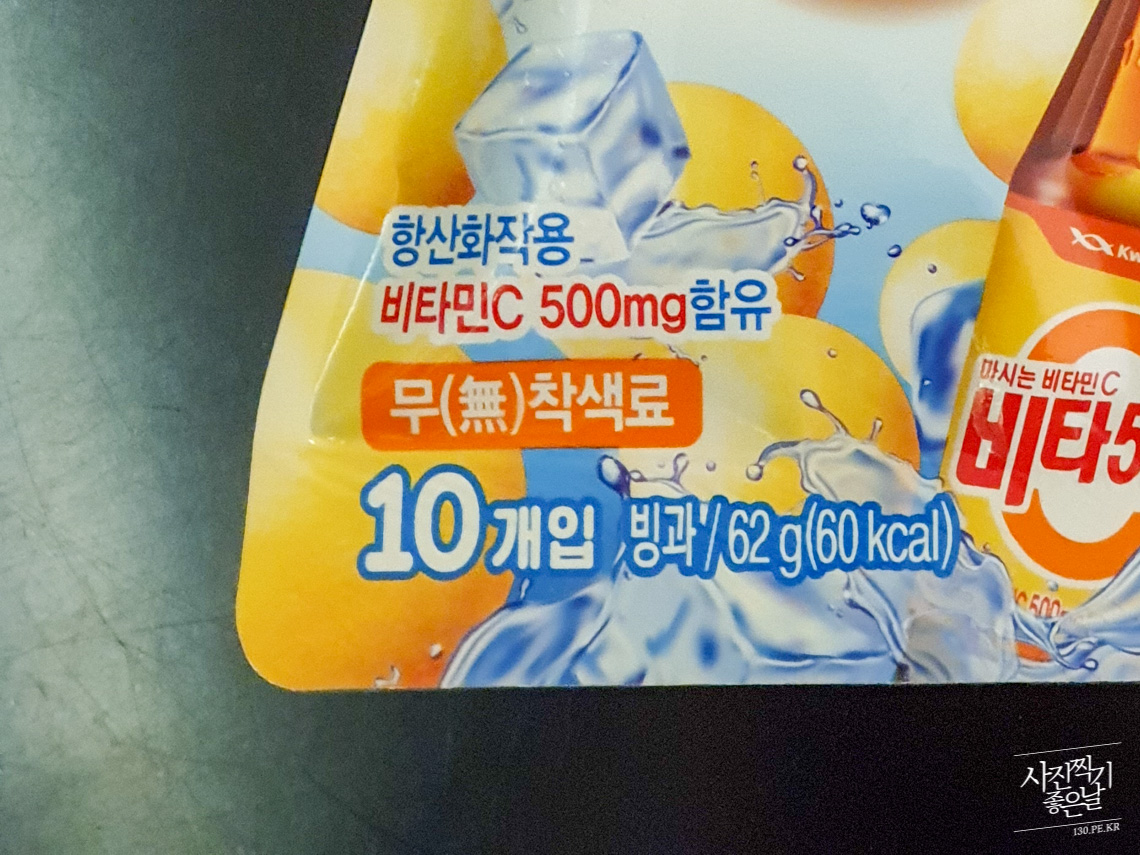 항산화작용
비타민C 500mg함유
무(無)착색료
10개입 빙과/62 g(60 kcal)
마시는 비타민C
비타5
사진찍기
좋은날
130.PE.KR